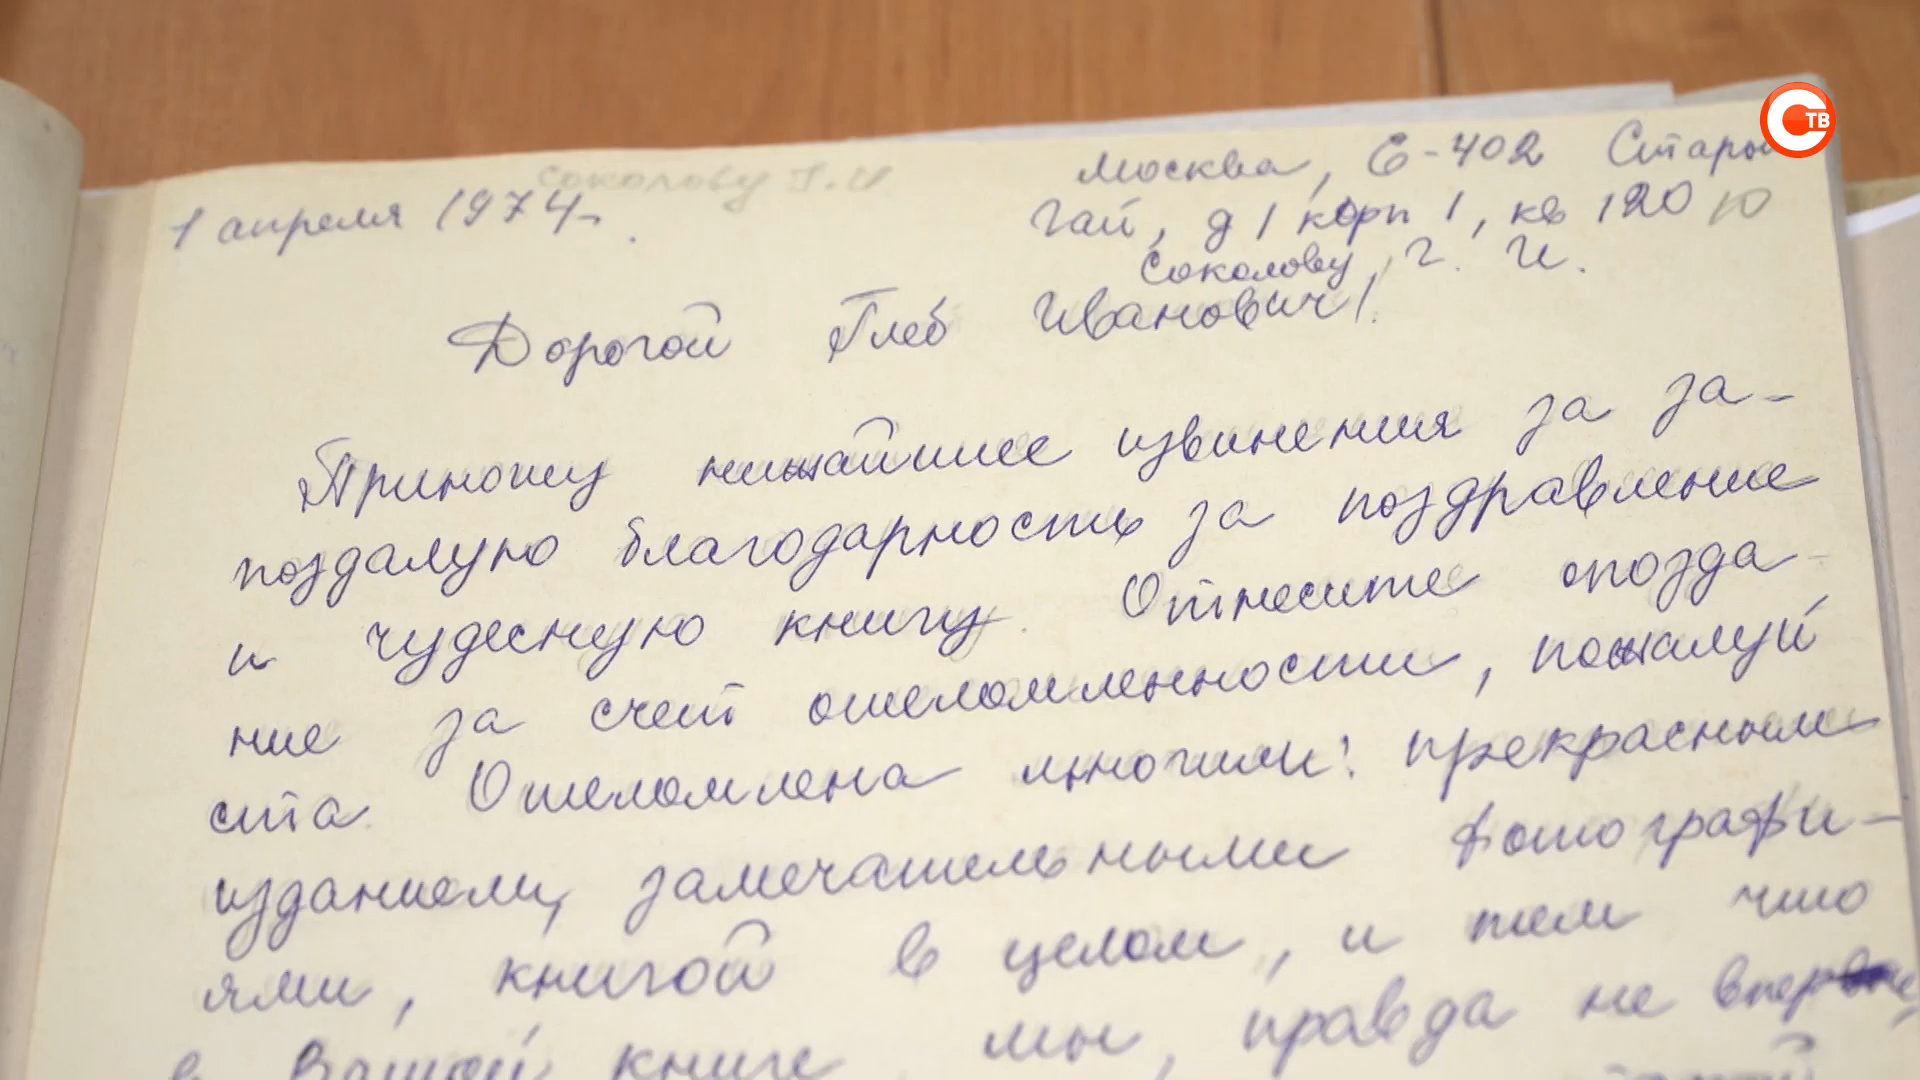 Соколову Г.И
Москва, Е-402 Старый
1 апреля 1974.
Гай, д 1 корп 1, кв 120
Соколову, Г. И.
Дорогой Глеб Иванович!
Приношу нижайшие извинения за за-
поздалую благодарность за поздравление
и чудесную книгу. Отнесите опозда-
ние за счет ошеломленности, пожалуй
ста. Ошеломлена многим: прекрасным
изданием, замечательными фотографи-
ями, книгой в целом, и тем что
в Вашей книге мы, правда не впервые,
СТВ